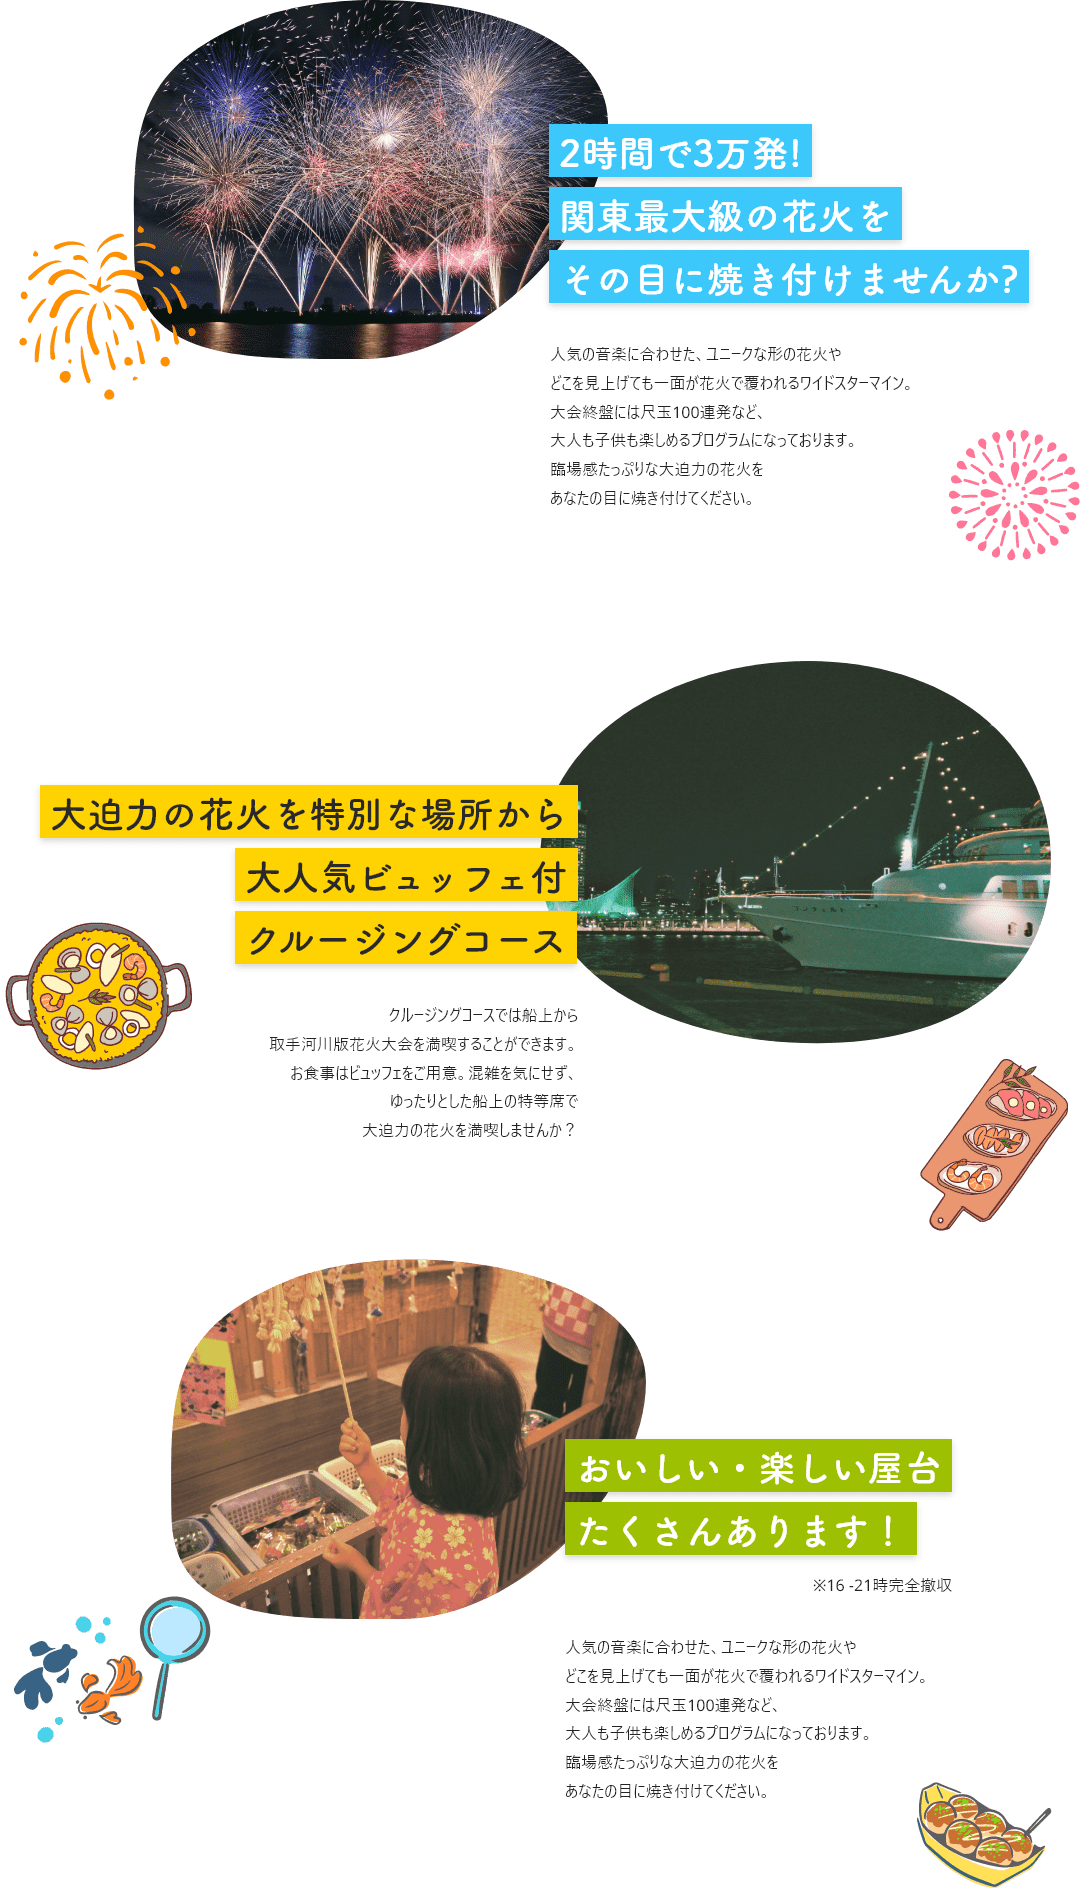 2時間で3万発!
関東最大級の花火を
その目に焼き付けませんか?
人気の音楽に合わせた、ユニークな形の花火や
どこを見上げても一面が花火で覆われるワイドスターマイン。
大会終盤には尺玉100連発など、
大人も子供も楽しめるプログラムになっております。
臨場感たっぷりな大迫力の花火を
あなたの目に焼き付けてください。
大迫力の花火を特別な場所から
大人気ビュッフェ付
クルージングコース
クルージングコースでは船上から
取手河川版花火大会を満喫することができます。
お食事はビュッフェをご用意。混雑を気にせず、
ゆったりとした船上の特等席で
大迫力の花火を満喫しませんか？
おいしい・楽しい屋台
たくさんあります！
※16 -21時完全撤収
人気の音楽に合わせた、ユニークな形の花火や
どこを見上げても一面が花火で覆われるワイドスターマイン。
大会終盤には尺玉100連発など、
大人も子供も楽しめるプログラムになっております。
臨場感たっぷりな大迫力の花火を
あなたの目に焼き付けてください。